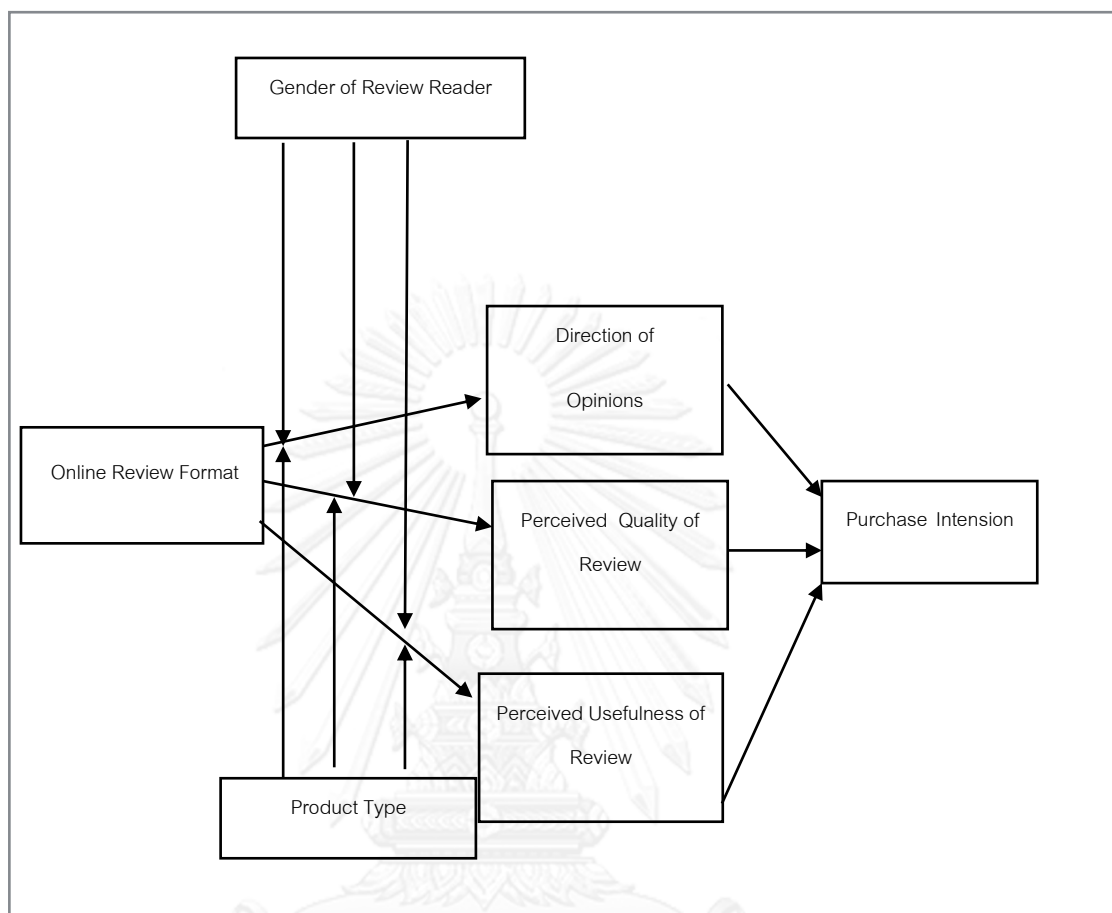 Gender of Review Reader
Direction of
Opinions
Online Review Format
Perceived Quality of
Review
Purchase Intension
Perceived Usefulness of
Review
Product Type